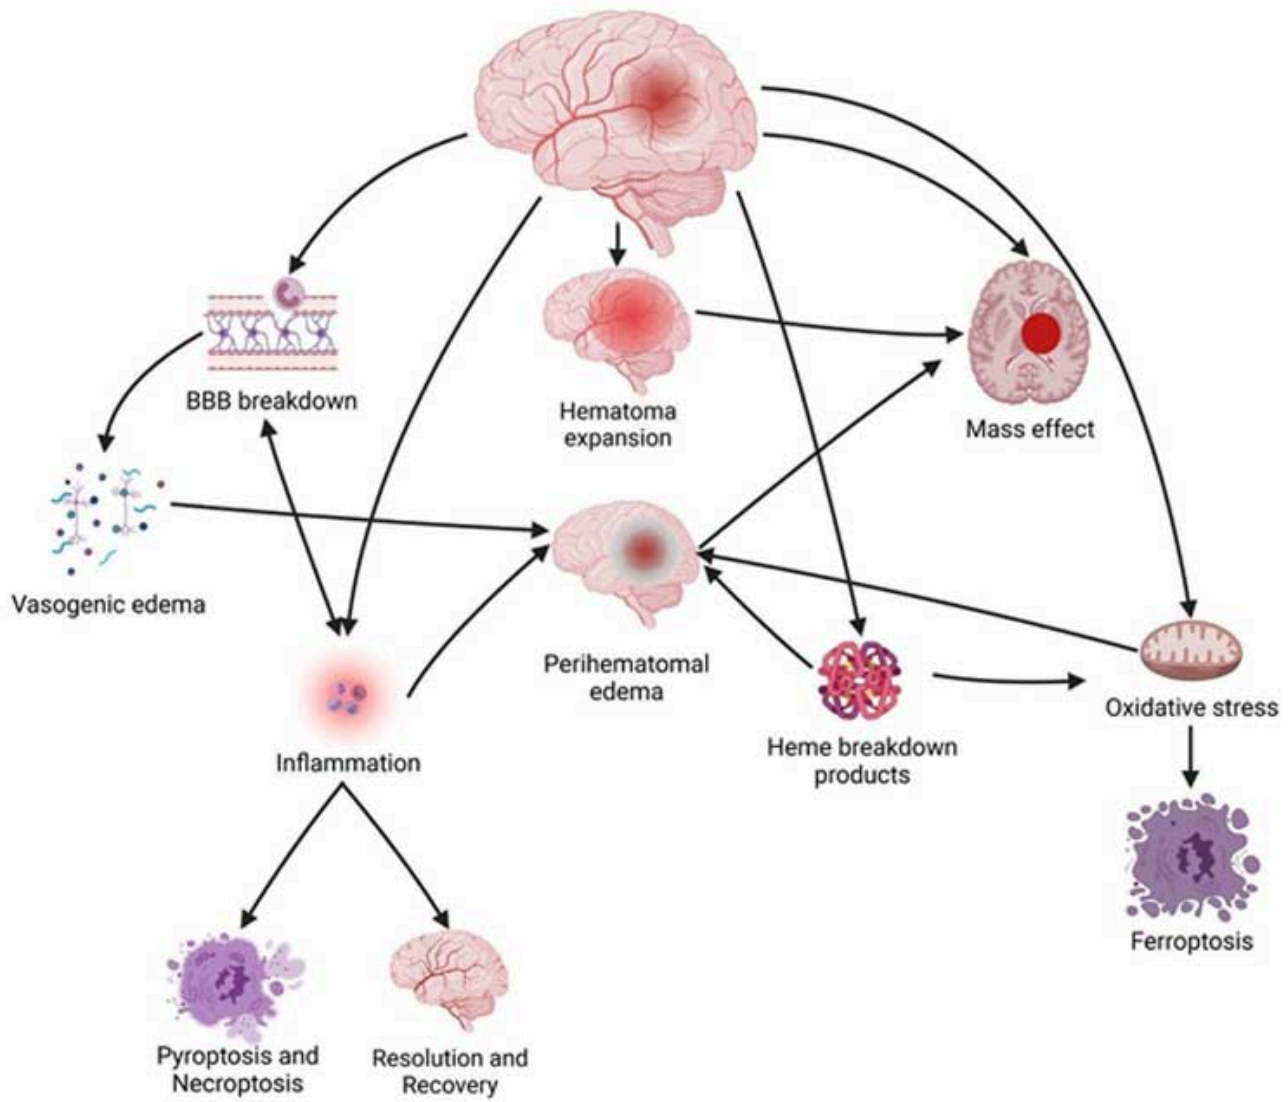 BBB breakdown
Hematoma
expansion
Mass effect
Vasogenic edema
Perihematomal
edema
Oxidative stress
Heme breakdown
products
Inflammation
Ferroptosis
Pyroptosis and
Necroptosis
Resolution and
Recovery